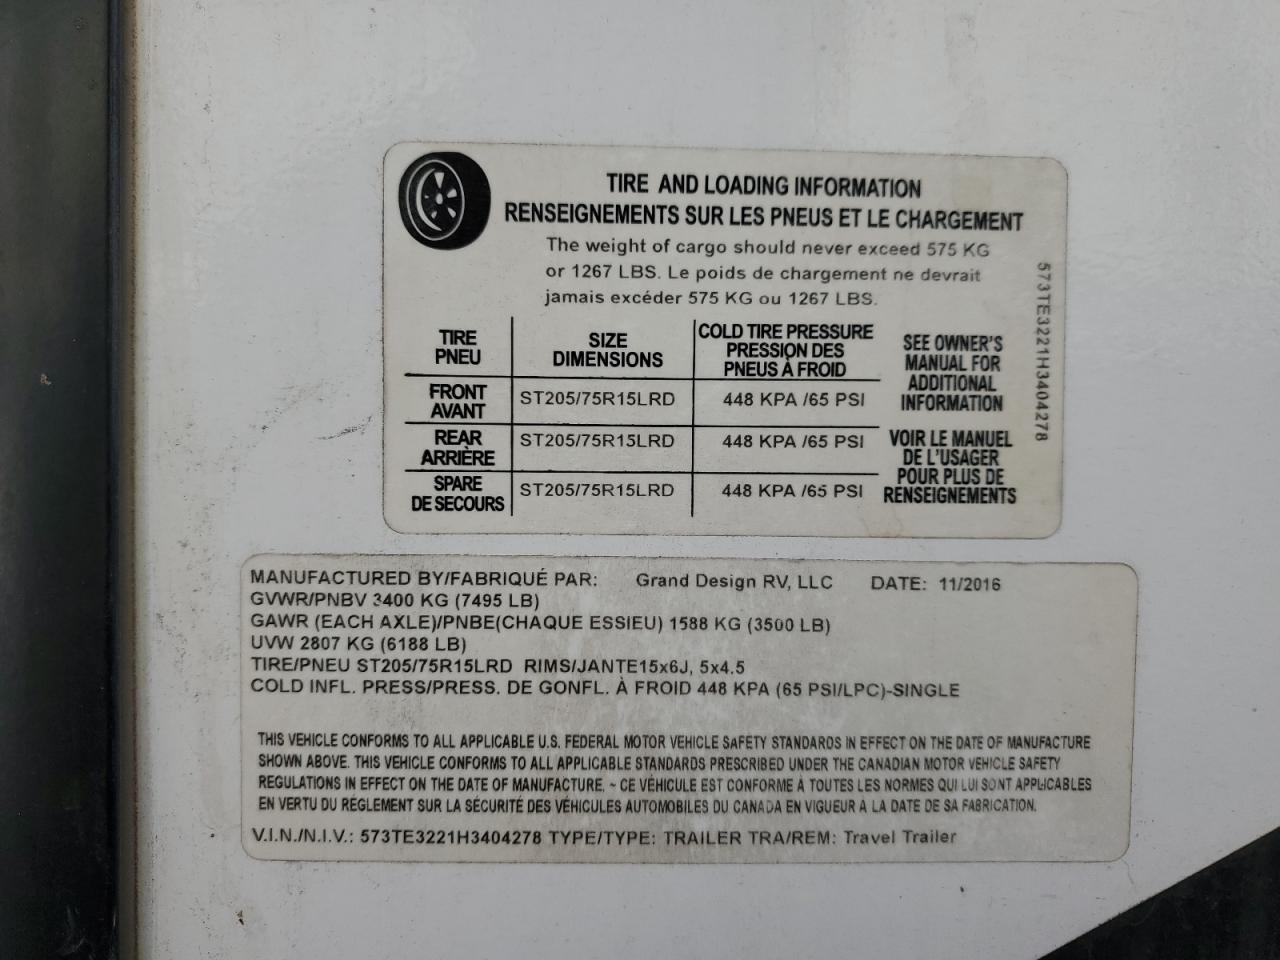 TIRE AND LOADING INFORMATION
RENSEIGNEMENTS SUR LES PNEUS ET LE CHARGEMENT
The weight of cargo should never exceed 575 KG
or 1267 LBS. Le poids de chargement ne devrait
jamais excéder 575 KG ou 1267 LBS.
TIRE
PNEU
SIZE
DIMENSIONS
COLD TIRE PRESSURE
PRESSION DES
PNEUS À FROID
FRONT
AVANT
ST205/75R15LRD
448 KPA /65 PSI
REAR
ARRIÈRE
ST205/75R15LRD
448 KPA /65 PSI
SPARE
DE SECOURS
ST205/75R15LRD
448 KPA /65 PSI
SEE OWNER'S
MANUAL FOR
ADDITIONAL
INFORMATION
VOIR LE MANUEL
DE L'USAGER
POUR PLUS DE
RENSEIGNEMENTS
573TE3221H3404278
MANUFACTURED BY/FABRIQUÉ PAR: Grand Design RV, LLC DATE: 11/2016
GVWR/PNBV 3400 KG (7495 LB)
GAWR (EACH AXLE)/PNBE(CHAQUE ESSIEU) 1588 KG (3500 LB)
UVW 2807 KG (6188 LB)
TIRE/PNEU ST205/75R15LRD RIMS/JANTE15x6J, 5x4.5
COLD INFL. PRESS/PRESS. DE GONFL. À FROID 448 KPA (65 PSI/LPC)-SINGLE
THIS VEHICLE CONFORMS TO ALL APPLICABLE U.S. FEDERAL MOTOR VEHICLE SAFETY STANDARDS IN EFFECT ON THE DATE OF MANUFACTURE
SHOWN ABOVE. THIS VEHICLE CONFORMS TO ALL APPLICABLE STANDARDS PRESCRIBED UNDER THE CANADIAN MOTOR VEHICLE SAFETY
REGULATIONS IN EFFECT ON THE DATE OF MANUFACTURE. ~ CE VÉHICULE EST CONFORME À TOUTES LES NORMES QUI LUI SONT APPLICABLES
EN VERTU DU RÉGLEMENT SUR LA SÉCURITÉ DES VÉHICULES AUTOMOBILES DU CANADA EN VIGUEUR À LA DATE DE SA FABRICATION.
V.I.N./N.I.V.: 573TE3221H3404278 TYPE/TYPE: TRAILER TRA/REM: Travel Trailer